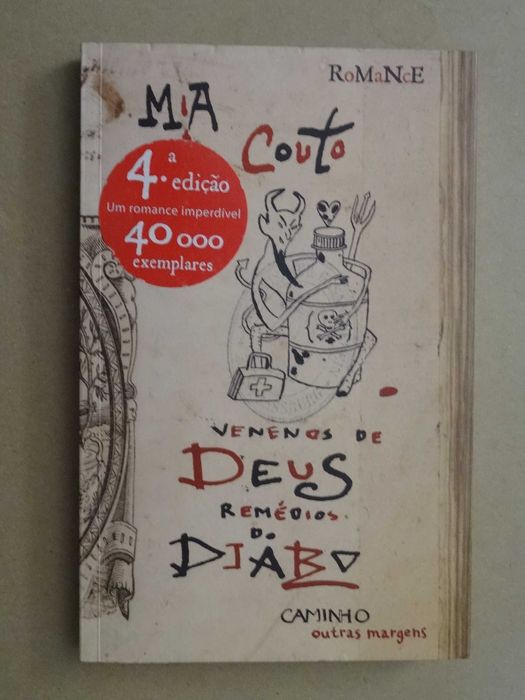 RoMaNcE
MiA
Couto
4.a edição
Um romance imperdível
40 000
exemplares
VENENOS DE
DEUS
REMÉDIOS
DO
DIABO
CAMINHO
outras margens